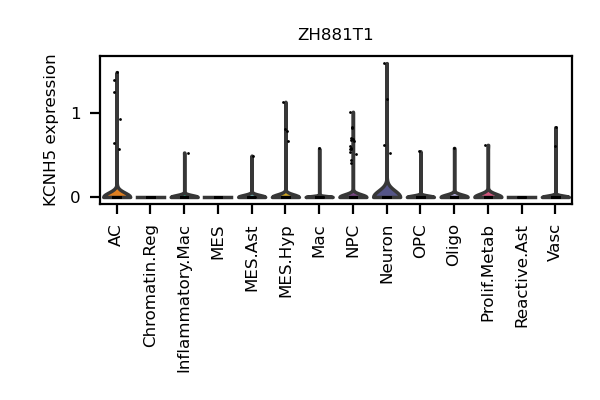 ZH881T1
KCNH5 expression
1
0
AC
Chromatin.Reg
Inflammatory.Mac
MES
MES.Ast
MES.Hyp
Mac
NPC
Neuron
OPC
Oligo
Prolif.Metab
Reactive.Ast
Vasc